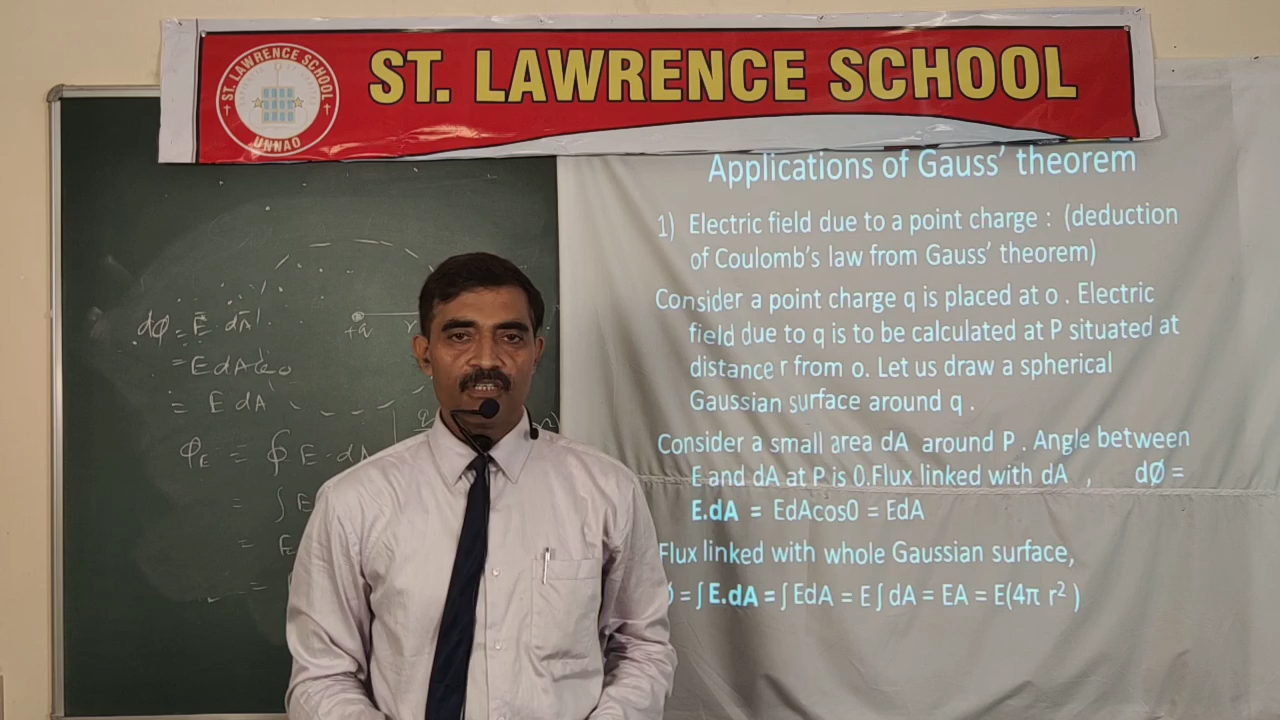 ST. LAWRENCE SCHOOL
ST. LAWRENCE SCHOOL
UNNAO
Applications of Gauss’ theorem
1) Electric field due to a point charge : (deduction
of Coulomb’s law from Gauss’ theorem)
Consider a point charge q is placed at o . Electric
field due to q is to be calculated at P situated at
distance r from o. Let us draw a spherical
Gaussian surface around q .
Consider a small area dA around P . Angle between
E and dA at P is 0.Flux linked with dA , dØ =
E.dA = EdAcos0 = EdA
Flux linked with whole Gaussian surface,
= ∫ E.dA = ∫ EdA = E ∫ dA = EA = E(4π r² )
+q
r
dφ = E⃗ · dA⃗
= E dA
= E dA
φE = ∮ E · dA
= ∫ E
= E
=